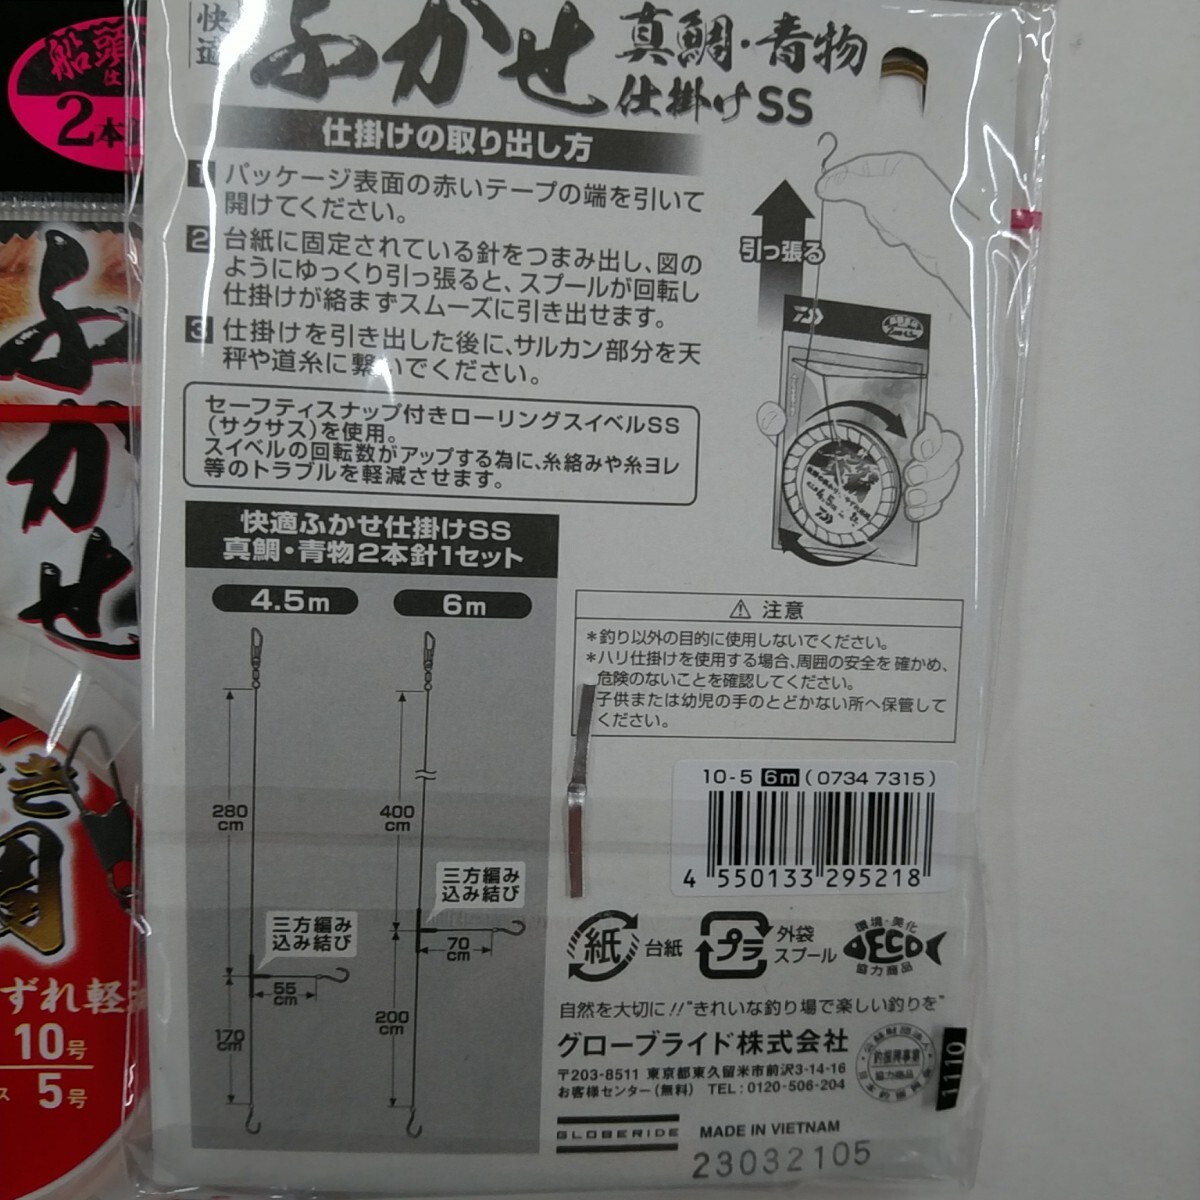 船頭
仕
2本
ふかせ
ずれ軽
10号
ス 5号
快適
ふかせ
真鯛・青物
仕掛けSS
仕掛けの取り出し方
1 パッケージ表面の赤いテープの端を引いて
開けてください。
2 台紙に固定されている針をつまみ出し、図の
ようにゆっくり引っ張ると、スプールが回転し
仕掛けが絡まずスムーズに引き出せます。
3 仕掛けを引き出した後に、サルカン部分を天
秤や道糸に繋いでください。
引っ張る
セーフティスナップ付きローリングスイベルSS
(サクサス)を使用。
スイベルの回転数がアップする為に、糸絡みや糸ヨレ
等のトラブルを軽減させます。
快適ふかせ仕掛けSS
真鯛・青物2本針1セット
4.5m
6m
280
cm
400
cm
三方編み
込み結び
三方編み
込み結び
55
cm
70
cm
170
cm
200
cm
⚠ 注意
*釣り以外の目的に使用しないでください。
*ハリ仕掛けを使用する場合、周囲の安全を確かめ、
危険のないことを確認してください。
子供または幼児の手のとどかない所へ保管して
ください。
10-5 6m (0734 7315)
4 550133 295218
紙 台紙
プラ 外袋
スプール
環境・美化
ECO
協力商品
自然を大切に!!"きれいな釣り場で楽しい釣りを"
グローブライド株式会社
〒203-8511 東京都東久留米市前沢3-14-16
お客様センター(無料) TEL:0120-506-204
釣振興事業
協力商品
1110
GLOBERIDE
MADE IN VIETNAM
23032105